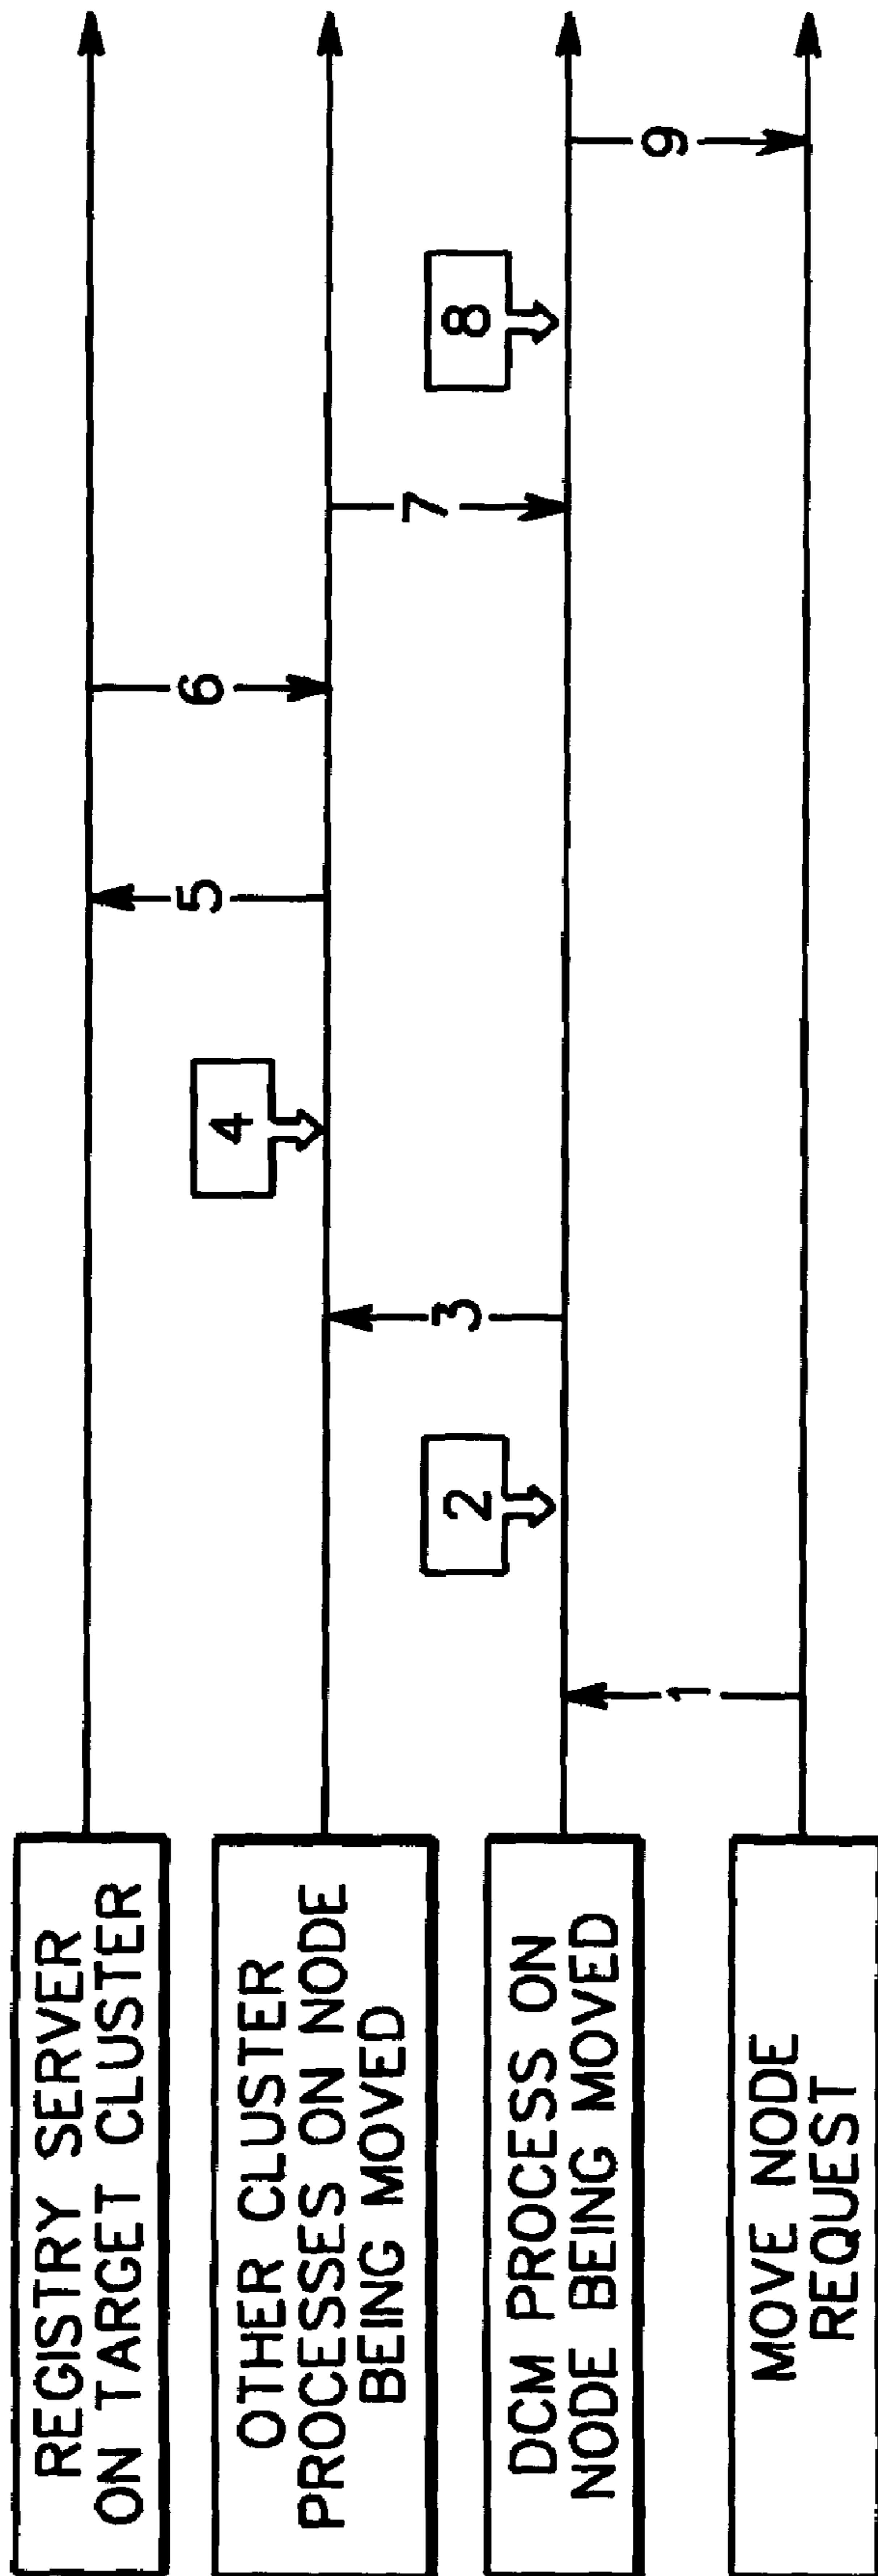 REGISTRY SERVER
ON TARGET CLUSTER
OTHER CLUSTER
PROCESSES ON NODE
BEING MOVED
DCM PROCESS ON
NODE BEING MOVED
MOVE NODE
REQUEST
1
2
3
4
5
6
7
8
9